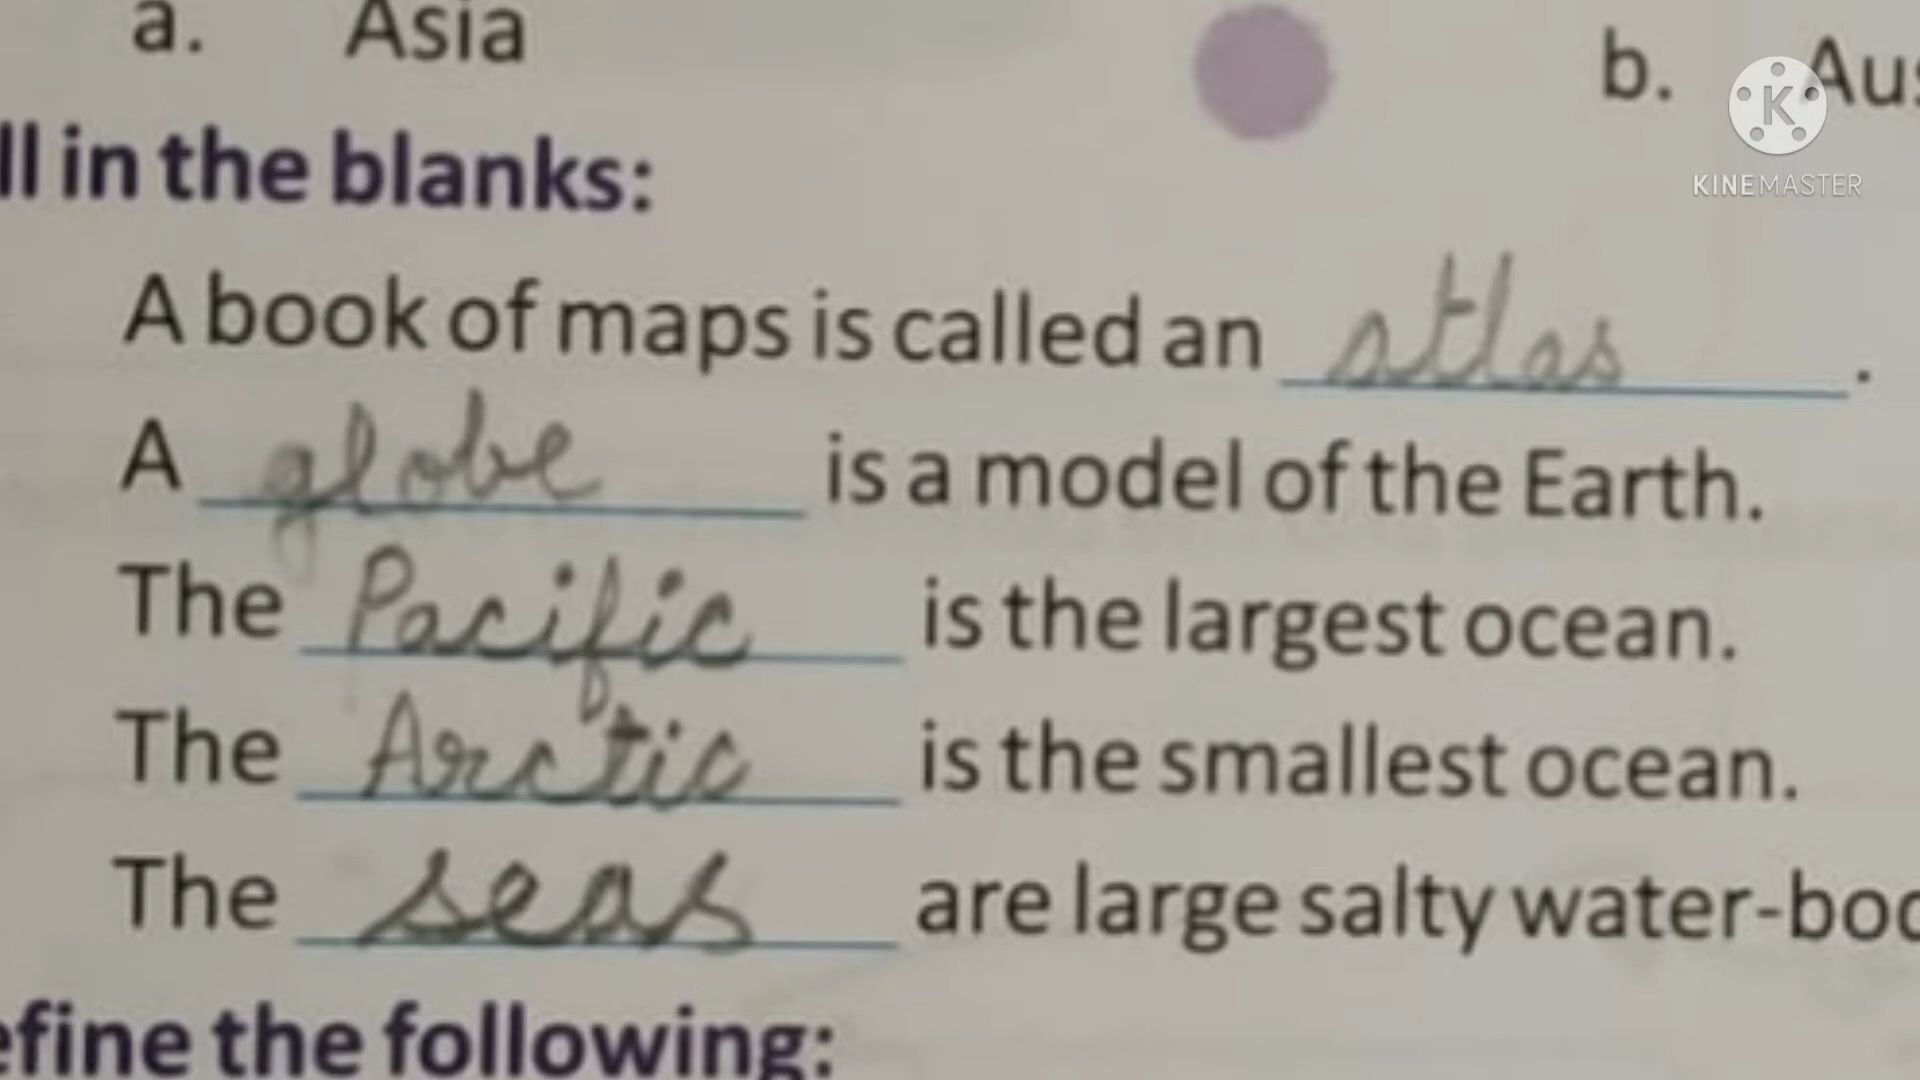 a. Asia b. Aus
ll in the blanks:
A book of maps is called an atlas.
A globe is a model of the Earth.
The Pacific is the largest ocean.
The Arctic is the smallest ocean.
The seas are large salty water-bod
efine the following:
KINEMASTER